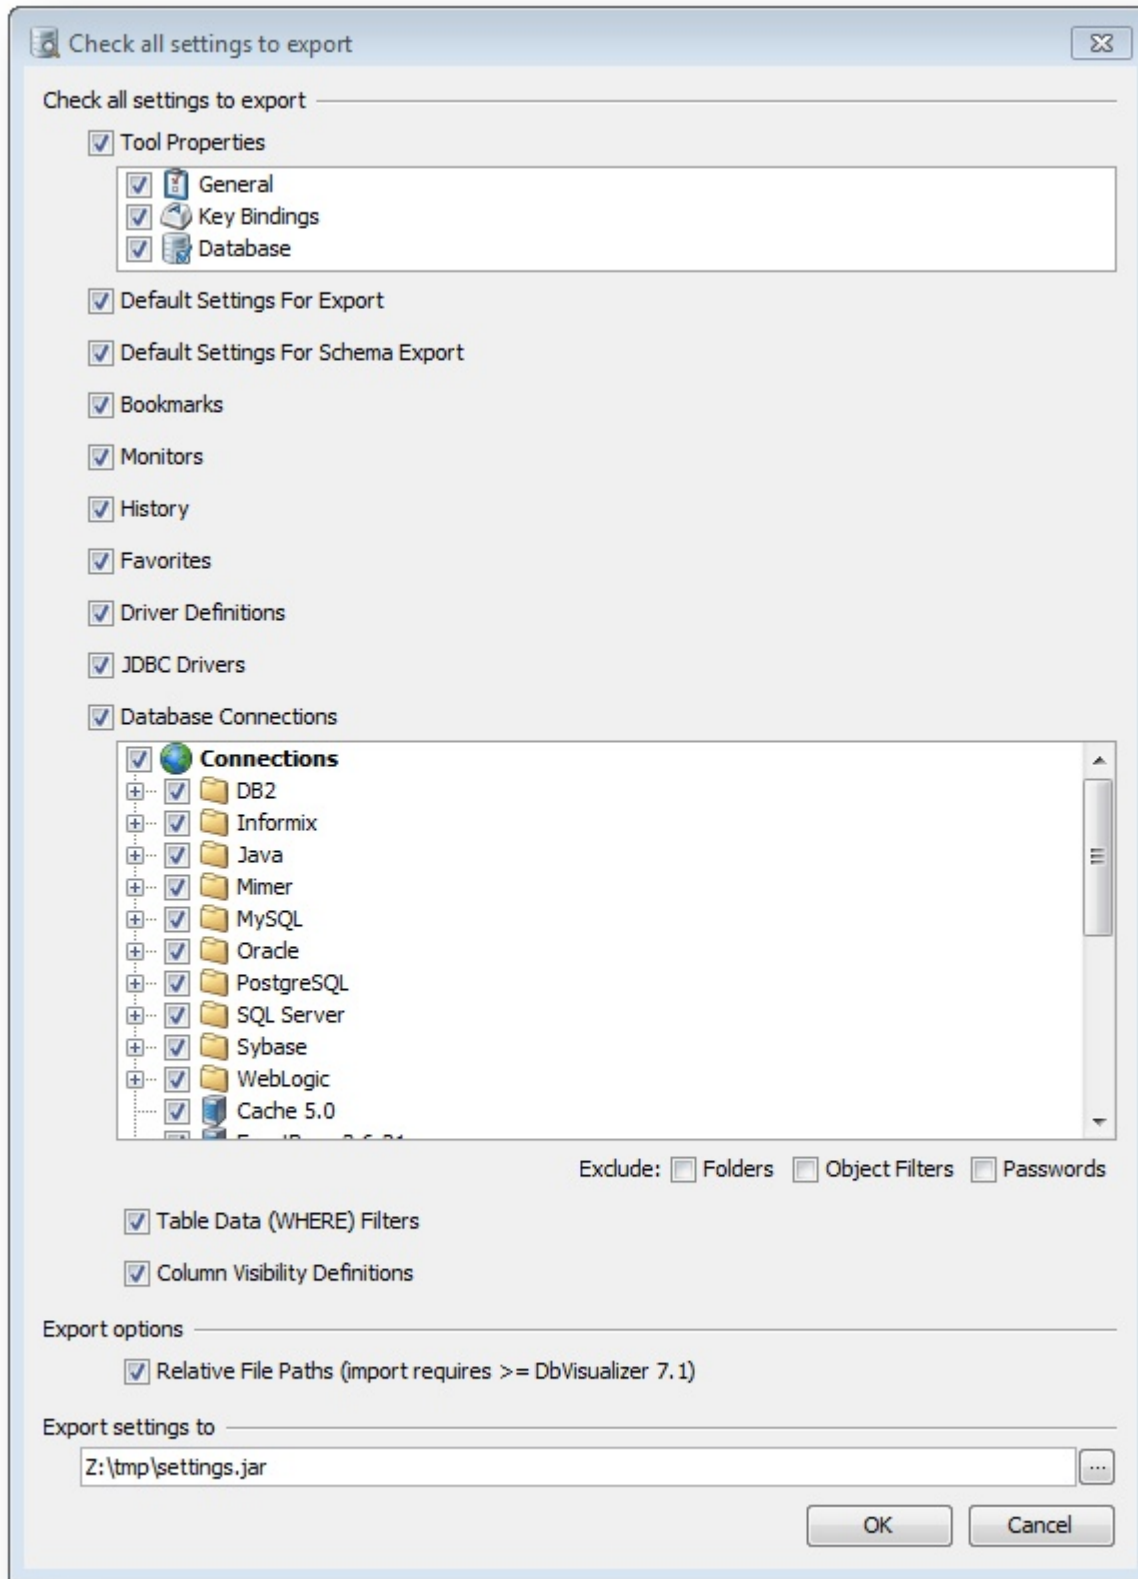 Check all settings to export
Check all settings to export
Tool Properties
General
Key Bindings
Database
Default Settings For Export
Default Settings For Schema Export
Bookmarks
Monitors
History
Favorites
Driver Definitions
JDBC Drivers
Database Connections
Connections
DB2
Informix
Java
Mimer
MySQL
Oracle
PostgreSQL
SQL Server
Sybase
WebLogic
Cache 5.0
Exclude: Folders Object Filters Passwords
Table Data (WHERE) Filters
Column Visibility Definitions
Export options
Relative File Paths (import requires >= DbVisualizer 7.1)
Export settings to
Z:\tmp\settings.jar ...
OK Cancel